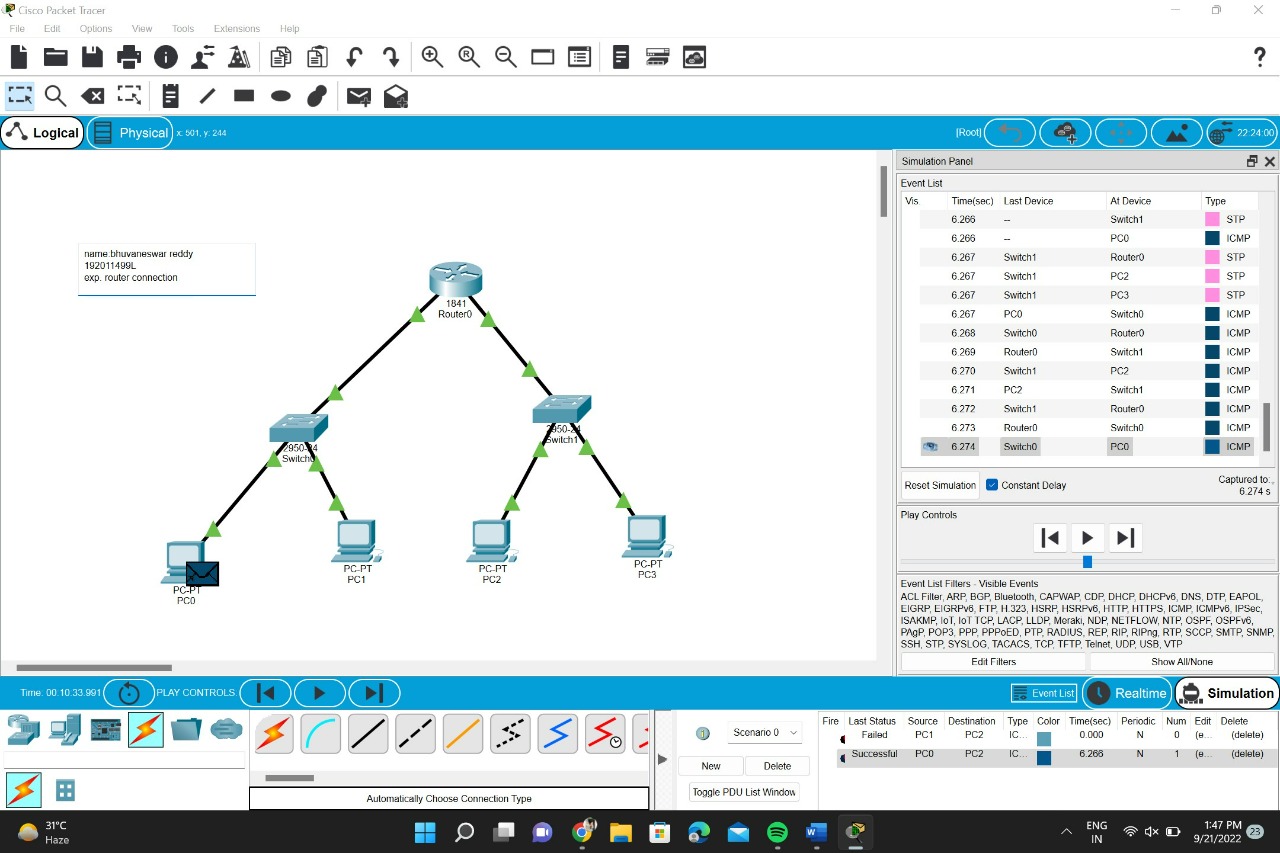 Cisco Packet Tracer
File Edit Options View Tools Extensions Help
Logical Physical x: 501, y: 244 [Root] 22:24:00
name:bhuvaneswar reddy
192011499L
exp. router connection
1841
Router0
2950-24
Switch0
2950-24
Switch1
PC-PT
PC0
PC-PT
PC1
PC-PT
PC2
PC-PT
PC3
Simulation Panel
Event List
Vis. Time(sec) Last Device At Device Type
6.266 -- Switch1 STP
6.266 -- PC0 ICMP
6.267 Switch1 Router0 STP
6.267 Switch1 PC2 STP
6.267 Switch1 PC3 STP
6.267 PC0 Switch0 ICMP
6.268 Switch0 Router0 ICMP
6.269 Router0 Switch1 ICMP
6.270 Switch1 PC2 ICMP
6.271 PC2 Switch1 ICMP
6.272 Switch1 Router0 ICMP
6.273 Router0 Switch0 ICMP
6.274 Switch0 PC0 ICMP
Reset Simulation Constant Delay Captured to:
6.274 s
Play Controls
Event List Filters - Visible Events
ACL Filter, ARP, BGP, Bluetooth, CAPWAP, CDP, DHCP, DHCPv6, DNS, DTP, EAPOL,
EIGRP, EIGRPv6, FTP, H.323, HSRP, HSRPv6, HTTP, HTTPS, ICMP, ICMPv6, IPSec,
ISAKMP, IoT, IoT TCP, LACP, LLDP, Meraki, NDP, NETFLOW, NTP, OSPF, OSPFv6,
PAgP, POP3, PPP, PPPoED, PTP, RADIUS, REP, RIP, RIPng, RTP, SCCP, SMTP, SNMP,
SSH, STP, SYSLOG, TACACS, TCP, TFTP, Telnet, UDP, USB, VTP
Edit Filters Show All/None
Time: 00:10:33.991 PLAY CONTROLS: Event List Realtime Simulation
Automatically Choose Connection Type
Scenario 0
New Delete
Toggle PDU List Window
Fire Last Status Source Destination Type Color Time(sec) Periodic Num Edit Delete
Failed PC1 PC2 IC... 0.000 N 0 (e... (delete)
Successful PC0 PC2 IC... 6.266 N 1 (e... (delete)
31°C
Haze
ENG
IN
1:47 PM
9/21/2022
23